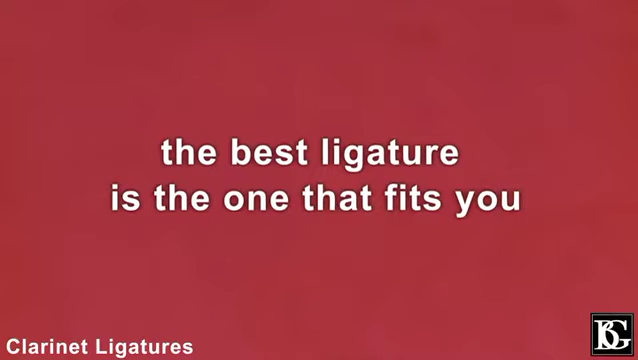 the best ligature
is the one that fits you
Clarinet Ligatures
BG